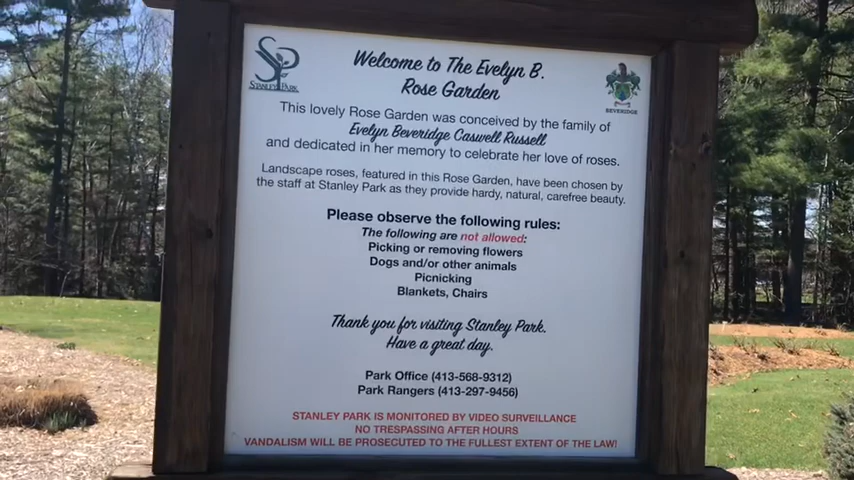 STANLEY PARK
BEVERIDGE
Welcome to The Evelyn B.
Rose Garden
This lovely Rose Garden was conceived by the family of
Evelyn Beveridge Caswell Russell
and dedicated in her memory to celebrate her love of roses.
Landscape roses, featured in this Rose Garden, have been chosen by
the staff at Stanley Park as they provide hardy, natural, carefree beauty.
Please observe the following rules:
The following are not allowed:
Picking or removing flowers
Dogs and/or other animals
Picnicking
Blankets, Chairs
Thank you for visiting Stanley Park.
Have a great day.
Park Office (413-568-9312)
Park Rangers (413-297-9456)
STANLEY PARK IS MONITORED BY VIDEO SURVEILLANCE
NO TRESPASSING AFTER HOURS
VANDALISM WILL BE PROSECUTED TO THE FULLEST EXTENT OF THE LAW!